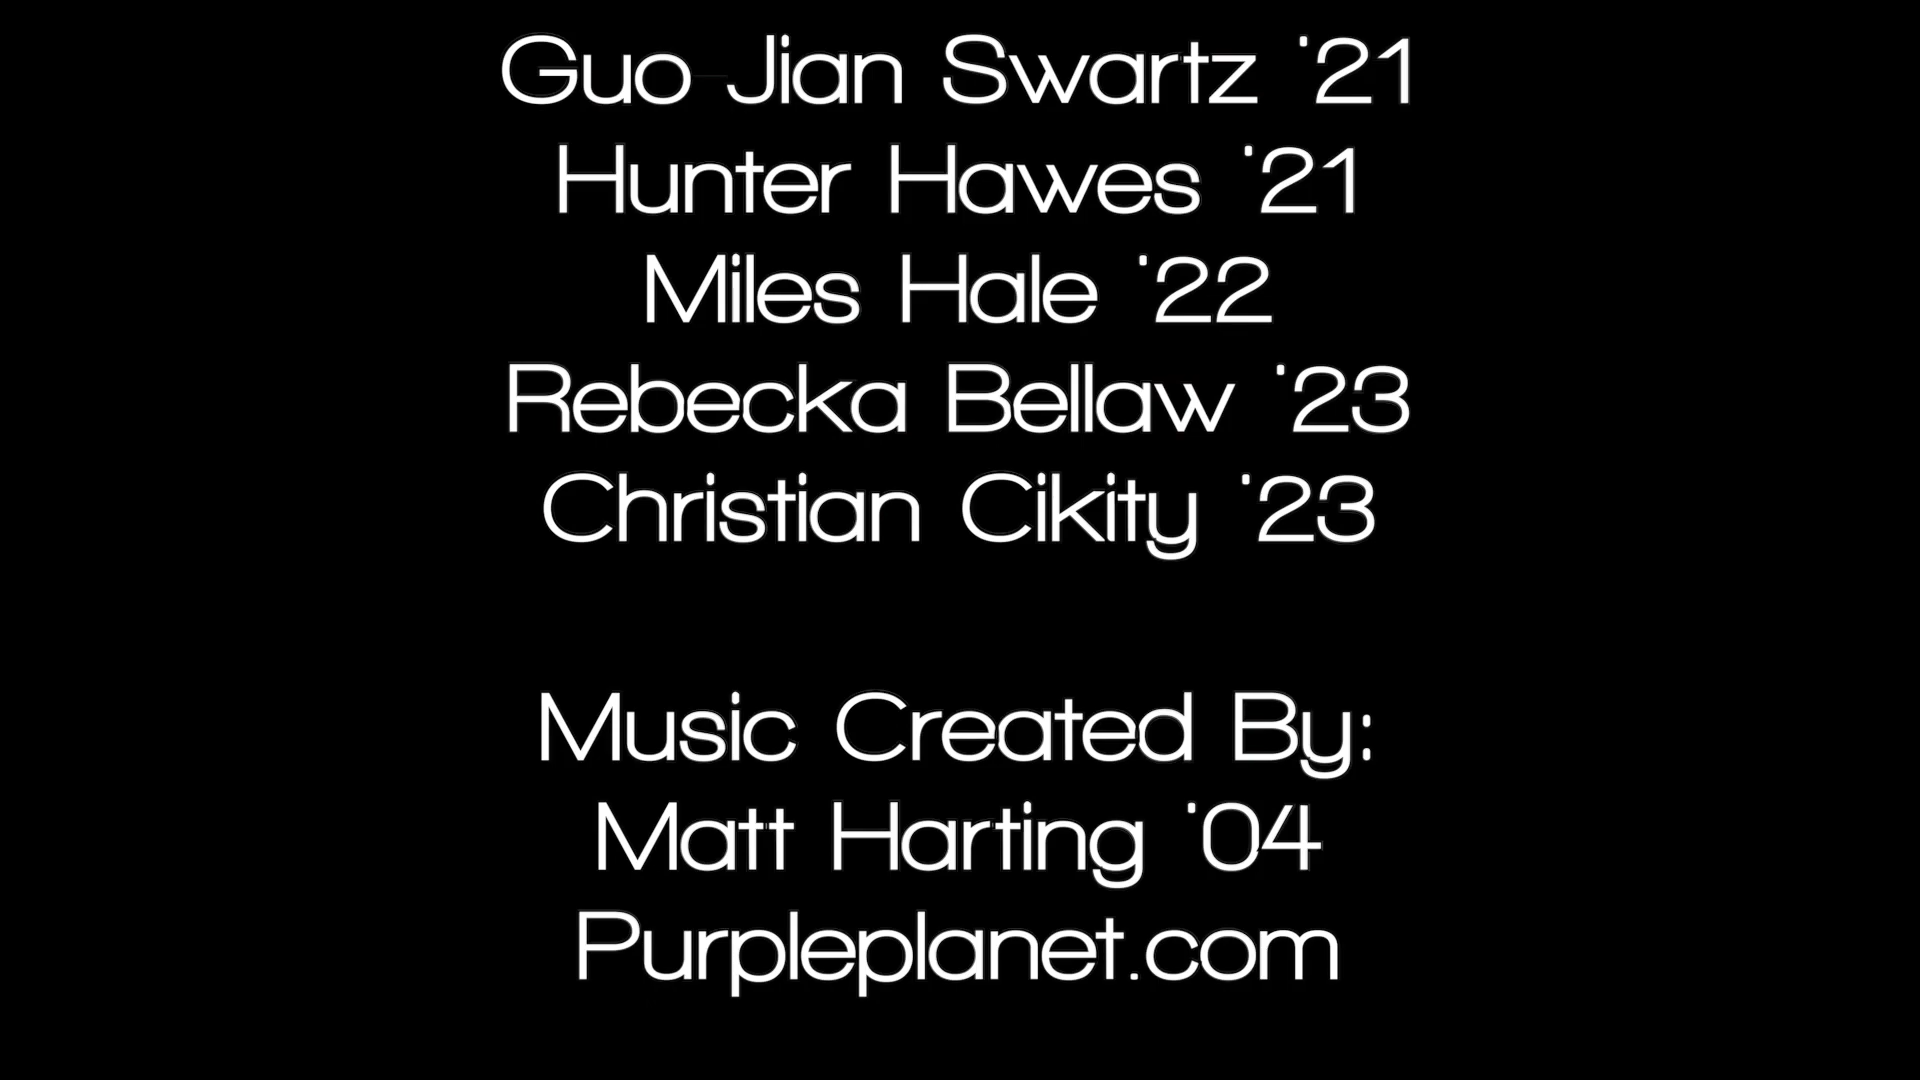 Guo Jian Swartz '21
Hunter Hawes '21
Miles Hale '22
Rebecka Bellaw '23
Christian Cikity '23
Music Created By:
Matt Harting '04
Purpleplanet.com